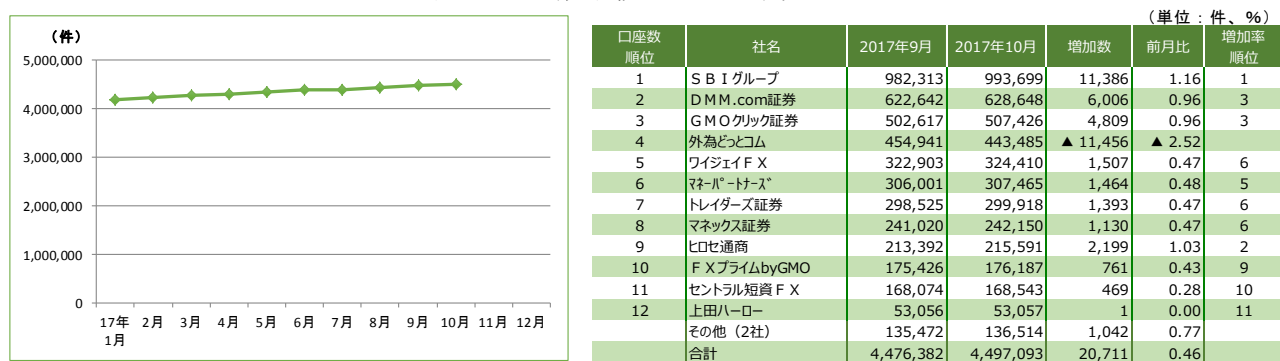 （単位：件、%）
（件）
5,000,000
4,000,000
3,000,000
2,000,000
1,000,000
0
17年1月 2月 3月 4月 5月 6月 7月 8月 9月 10月 11月 12月
口座数順位 社名 2017年9月 2017年10月 増加数 前月比 増加率順位
1 ＳＢＩグループ 982,313 993,699 11,386 1.16 1
2 ＤＭＭ.com証券 622,642 628,648 6,006 0.96 3
3 ＧＭＯクリック証券 502,617 507,426 4,809 0.96 3
4 外為どっとコム 454,941 443,485 ▲ 11,456 ▲ 2.52
5 ワイジェイＦＸ 322,903 324,410 1,507 0.47 6
6 ﾏﾈｰﾊﾟｰﾄﾅｰｽﾞ 306,001 307,465 1,464 0.48 5
7 トレイダーズ証券 298,525 299,918 1,393 0.47 6
8 マネックス証券 241,020 242,150 1,130 0.47 6
9 ヒロセ通商 213,392 215,591 2,199 1.03 2
10 ＦＸプライムbyGMO 175,426 176,187 761 0.43 9
11 セントラル短資ＦＸ 168,074 168,543 469 0.28 10
12 上田ハーロー 53,056 53,057 1 0.00 11
その他（2社） 135,472 136,514 1,042 0.77
合計 4,476,382 4,497,093 20,711 0.46